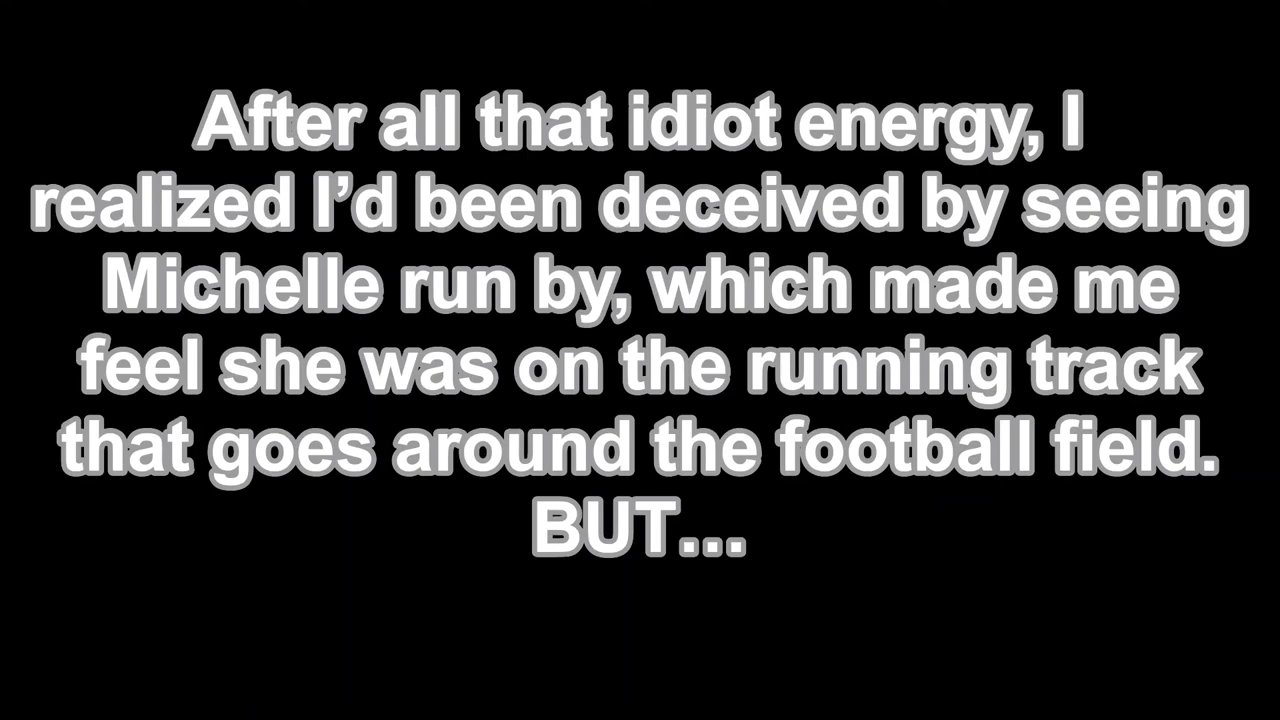 After all that idiot energy, I
realized I’d been deceived by seeing
Michelle run by, which made me
feel she was on the running track
that goes around the football field.
BUT...